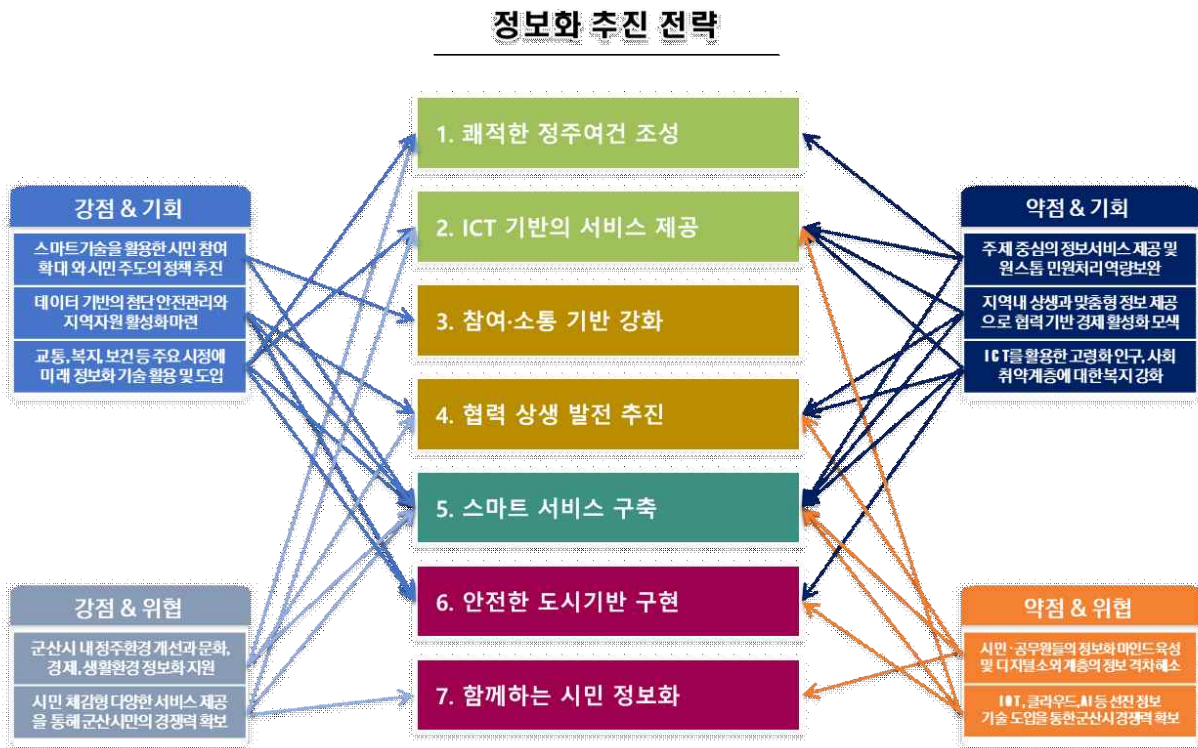 정보화 추진 전략
1. 쾌적한 정주여건 조성
2. ICT 기반의 서비스 제공
3. 참여·소통 기반 강화
4. 협력 상생 발전 추진
5. 스마트 서비스 구축
6. 안전한 도시기반 구현
7. 함께하는 시민 정보화
강점 & 기회
스마트기술을 활용한 시민 참여
확대 와 시민 주도의 정책 추진
데이터 기반의 첨단 안전관리와
지역자원 활성화마련
교통, 복지, 보건 등 주요 시정에
미래 정보화 기술 활용 및 도입
강점 & 위협
군산시 내 정주환경 개선과 문화,
경제, 생활환경 정보화 지원
시민 체감형 다양한 서비스 제공
을 통해 군산시만의 경쟁력 확보
약점 & 기회
주제 중심의 정보서비스 제공 및
원스톱 민원처리 역량보완
지역내 상생과 맞춤형 정보 제공
으로 협력 기반 경제 활성화 모색
ICT를 활용한 고령화 인구, 사회
취약계층에 대한 복지 강화
약점 & 위협
시민·공무원들의 정보화 마인드 육성
및 디지털소외계층의 정보 격차해소
IOT, 클라우드, AI 등 선진 정보
기술 도입을 통한 군산시 경쟁력 확보